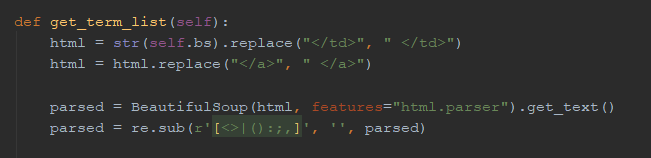 def get_term_list(self):
    html = str(self.bs).replace("</td>", " </td>")
    html = html.replace("</a>", " </a>")
    parsed = BeautifulSoup(html, features="html.parser").get_text()
    parsed = re.sub(r'[<>|():;,]', '', parsed)